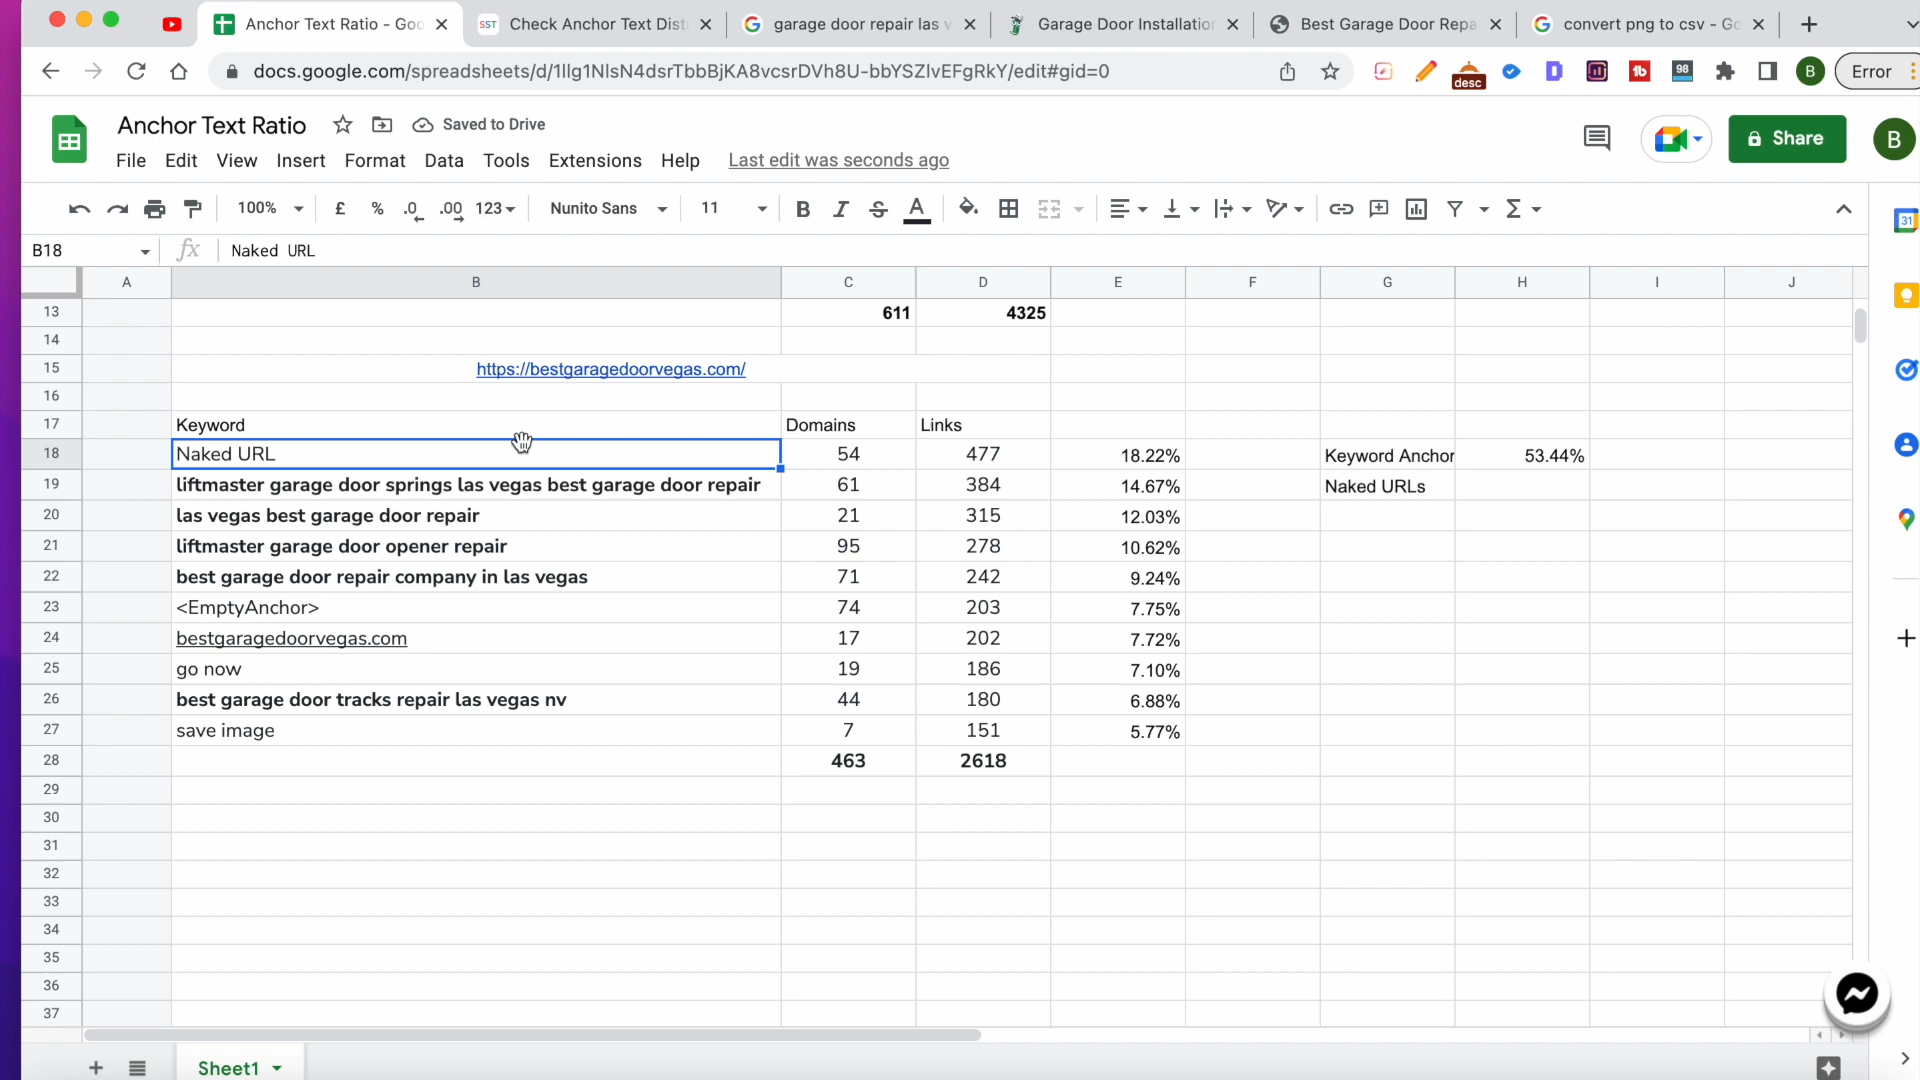 Anchor Text Ratio - Goo
SST
Check Anchor Text Dist
garage door repair las v
Garage Door Installation
Best Garage Door Repa
convert png to csv - Go
docs.google.com/spreadsheets/d/1llg1NlsN4dsrTbbBjKA8vcsrDVh8U-bbYSZlvEFgRkY/edit#gid=0
desc
98
B
Error
Anchor Text Ratio
Saved to Drive
File Edit View Insert Format Data Tools Extensions Help Last edit was seconds ago
Share
B
100% £ % .0 .00 123 Nunito Sans 11 B I S A
B18 fx Naked URL
A B C D E F G H I J
13 611 4325
14
15 https://bestgaragedoorvegas.com/
16
17 Keyword Domains Links
18 Naked URL 54 477 18.22% Keyword Anchor 53.44%
19 liftmaster garage door springs las vegas best garage door repair 61 384 14.67% Naked URLs
20 las vegas best garage door repair 21 315 12.03%
21 liftmaster garage door opener repair 95 278 10.62%
22 best garage door repair company in las vegas 71 242 9.24%
23 <EmptyAnchor> 74 203 7.75%
24 bestgaragedoorvegas.com 17 202 7.72%
25 go now 19 186 7.10%
26 best garage door tracks repair las vegas nv 44 180 6.88%
27 save image 7 151 5.77%
28 463 2618
29
30
31
32
33
34
35
36
37
Sheet1
31